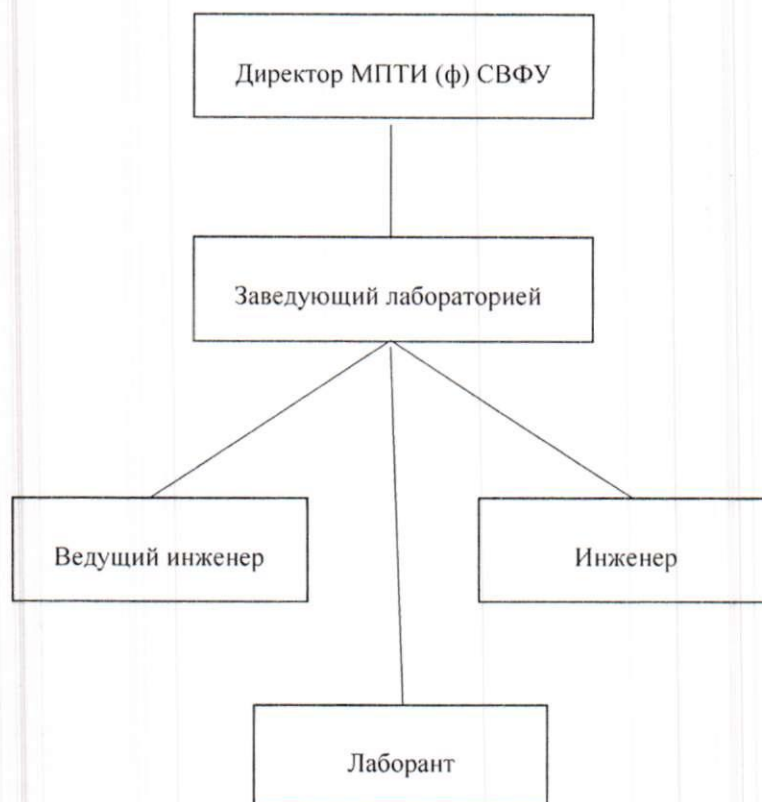 Директор МПТИ (ф) СВФУ
Заведующий лабораторией
Ведущий инженер
Инженер
Лаборант